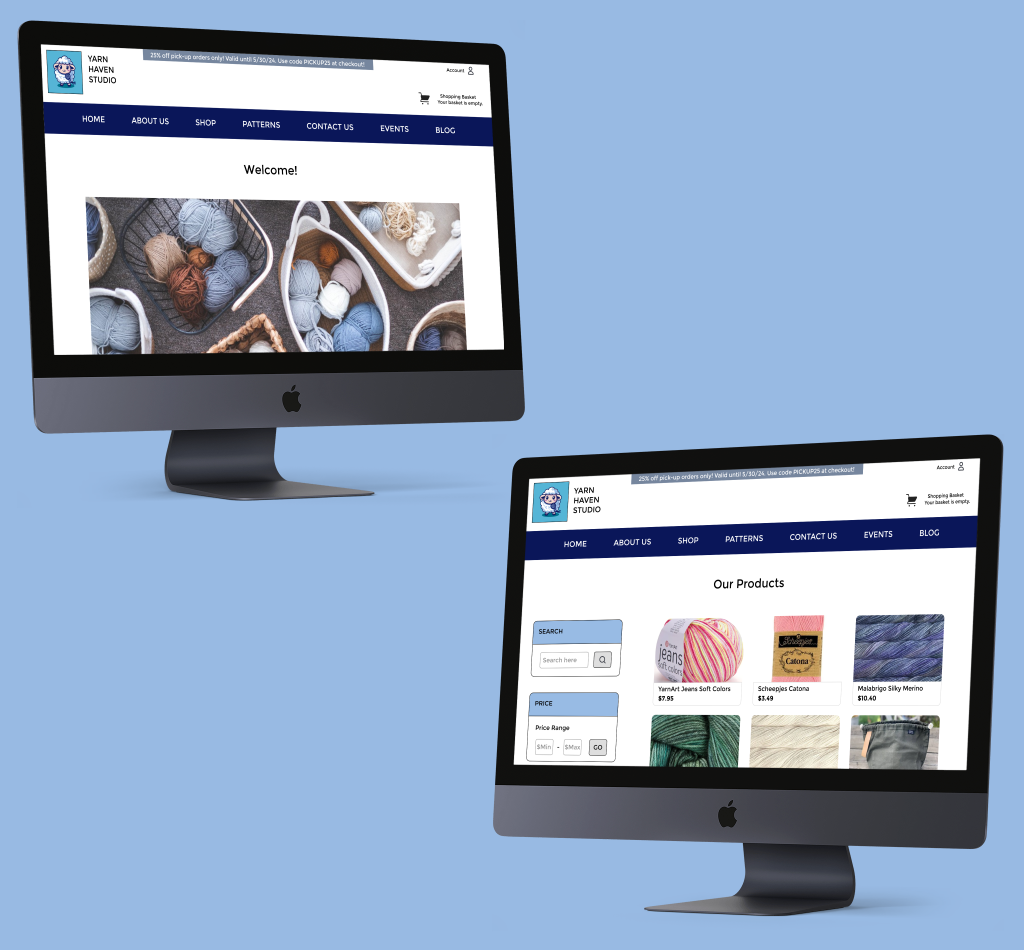 YARN
HAVEN
STUDIO
25% off pick-up orders only! Valid until 5/30/24. Use code PICKUP25 at checkout!
Account
Shopping Basket
Your basket is empty.
HOME ABOUT US SHOP PATTERNS CONTACT US EVENTS BLOG
Welcome!
YARN
HAVEN
STUDIO
25% off pick-up orders only! Valid until 5/30/24. Use code PICKUP25 at checkout!
Account
Shopping Basket
Your basket is empty.
HOME ABOUT US SHOP PATTERNS CONTACT US EVENTS BLOG
Our Products
SEARCH
Search here
PRICE
Price Range
$Min - $Max GO
jeans
soft colors
YarnArt Jeans Soft Colors
$7.95
Scheepjes
Catona
Scheepjes Catona
$3.49
Malabrigo Silky Merino
$10.40